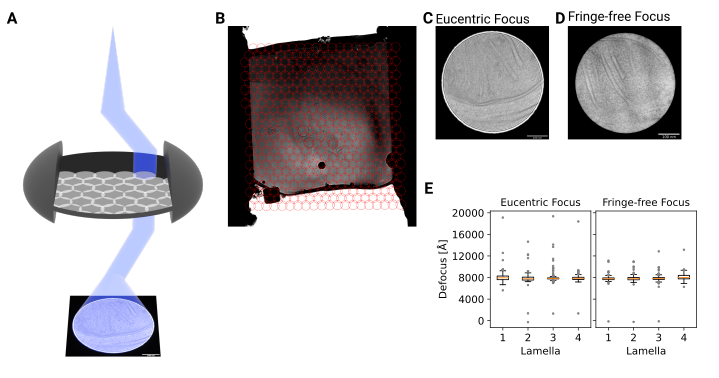 A
B
C Eucentric Focus
D Fringe-free Focus
E
Eucentric Focus
Fringe-free Focus
Defocus [Å]
20000
16000
12000
8000
4000
0
1 2 3 4
1 2 3 4
Lamella
Lamella